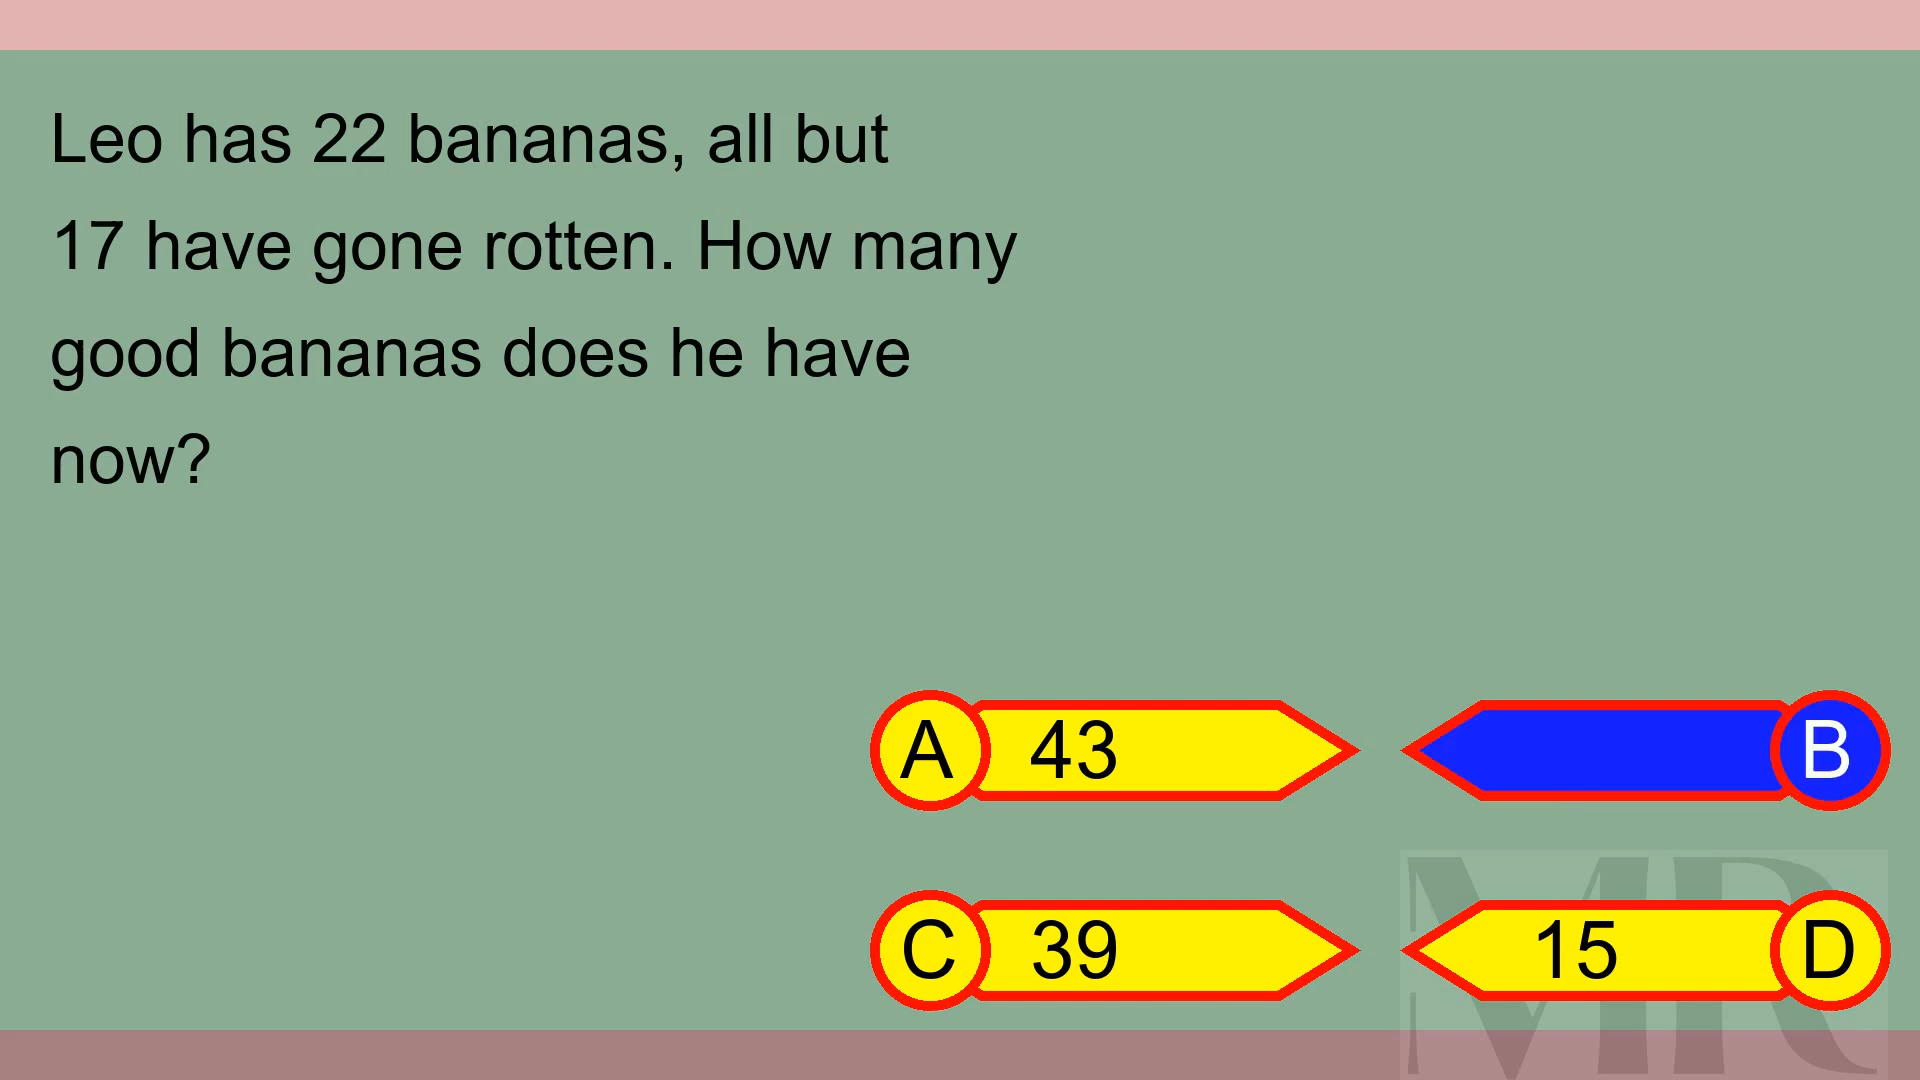 Leo has 22 bananas, all but
17 have gone rotten. How many
good bananas does he have
now?
A 43
B
C 39
15 D
MR